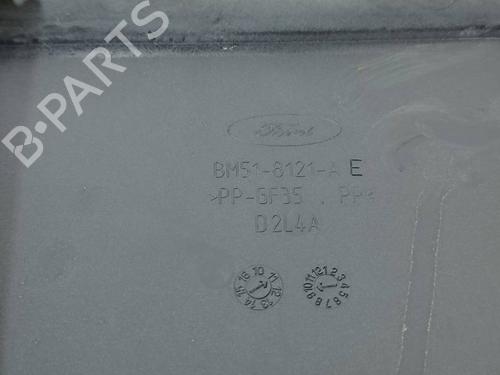 B-PARTS
Ford
BM51-8121-A E
>PP-GF35 . PP<
D2L4A